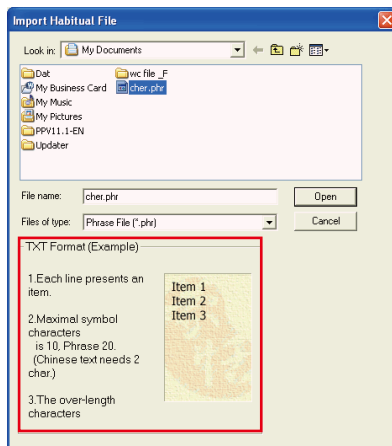 Import Habitual File
Look in: My Documents
Dat
My Business Card
My Music
My Pictures
PPV11.1-EN
Updater
wc file _F
cher.phr
File name: cher.phr Open
Files of type: Phrase File (*.phr) Cancel
TXT Format (Example)
1.Each line presents an
item.
2.Maximal symbol
characters
is 10, Phrase 20.
(Chinese text needs 2
char.)
3.The over-length
characters
Item 1
Item 2
Item 3